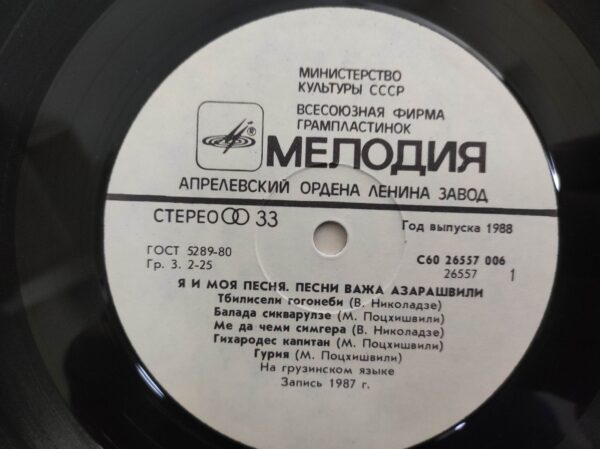 МИНИСТЕРСТВО
КУЛЬТУРЫ СССР
ВСЕСОЮЗНАЯ ФИРМА
ГРАМПЛАСТИНОК
® МЕЛОДИЯ
АПРЕЛЕВСКИЙ ОРДЕНА ЛЕНИНА ЗАВОД
СТЕРЕО 33
Год выпуска 1988
ГОСТ 5289-80
Гр. 3. 2-25
С60 26557 006
26557 1
Я И МОЯ ПЕСНЯ. ПЕСНИ ВАЖА АЗАРАШВИЛИ
Тбилисели гогонеби (В. Николадзе)
Балада сикварулзе (М. Поцхишвили)
Ме да чеми симгера (В. Николадзе)
Гихародес капитан (М. Поцхишвили)
Гурия (М. Поцхишвили)
На грузинском языке
Запись 1987 г.